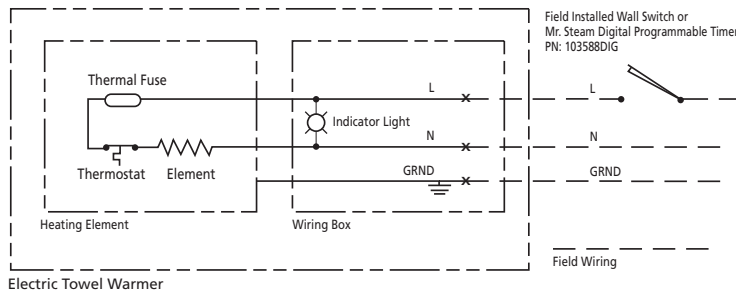 Field Installed Wall Switch or
Mr. Steam Digital Programmable Timer
PN: 103588DIG
Thermal Fuse
L
L
Indicator Light
N
N
Thermostat
Element
GRND
GRND
Heating Element
Wiring Box
Field Wiring
Electric Towel Warmer